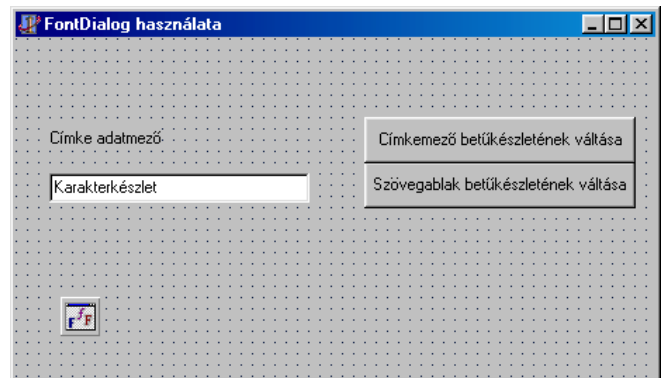 FontDialog használata
Címke adatmező
Címkemező betűkészletének váltása
Karakterkészlet
Szövegablak betűkészletének váltása
F f F